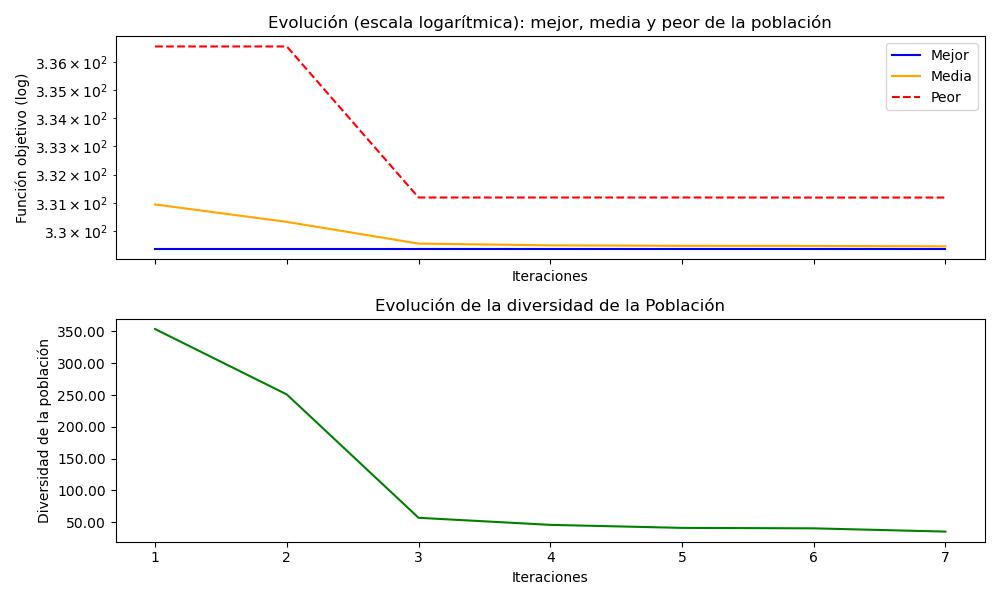 Evolución (escala logarítmica): mejor, media y peor de la población
Función objetivo (log)
3.36 × 10²
3.35 × 10²
3.34 × 10²
3.33 × 10²
3.32 × 10²
3.31 × 10²
3.3 × 10²
Mejor
Media
Peor
Iteraciones
Evolución de la diversidad de la Población
Diversidad de la población
350.00
300.00
250.00
200.00
150.00
100.00
50.00
1 2 3 4 5 6 7
Iteraciones